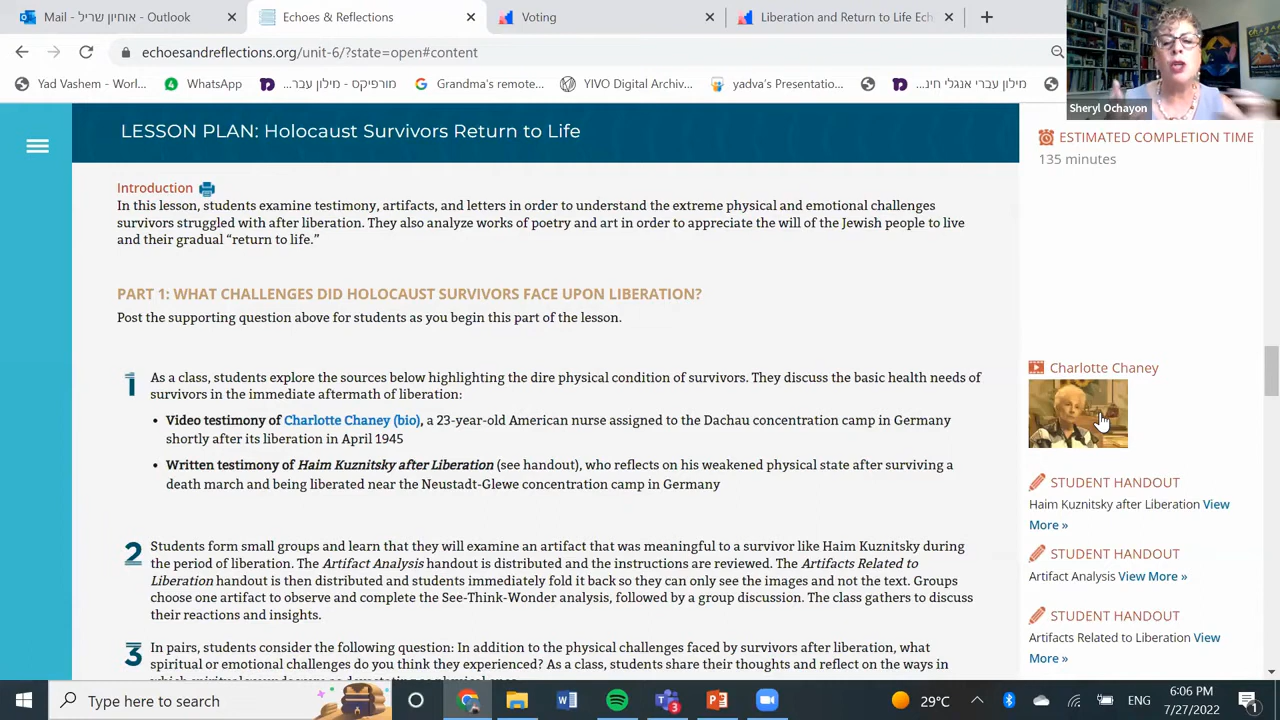 Mail - אוחיון שריל - Outlook
Echoes & Reflections
Voting
Liberation and Return to Life Ech
echoesandreflections.org/unit-6/?state=open#content
Yad Vashem - Worl...
WhatsApp
מורפיקס - מילון עבר...
Grandma's remote...
YIVO Digital Archiv...
yadva's Presentatio...
מילון עברי אנגלי חינ...
Sheryl Ochayon
LESSON PLAN: Holocaust Survivors Return to Life
Introduction
In this lesson, students examine testimony, artifacts, and letters in order to understand the extreme physical and emotional challenges
survivors struggled with after liberation. They also analyze works of poetry and art in order to appreciate the will of the Jewish people to live
and their gradual “return to life.”
PART 1: WHAT CHALLENGES DID HOLOCAUST SURVIVORS FACE UPON LIBERATION?
Post the supporting question above for students as you begin this part of the lesson.
1 As a class, students explore the sources below highlighting the dire physical condition of survivors. They discuss the basic health needs of
survivors in the immediate aftermath of liberation:
• Video testimony of Charlotte Chaney (bio), a 23-year-old American nurse assigned to the Dachau concentration camp in Germany
shortly after its liberation in April 1945
• Written testimony of Haim Kuznitsky after Liberation (see handout), who reflects on his weakened physical state after surviving a
death march and being liberated near the Neustadt-Glewe concentration camp in Germany
2 Students form small groups and learn that they will examine an artifact that was meaningful to a survivor like Haim Kuznitsky during
the period of liberation. The Artifact Analysis handout is distributed and the instructions are reviewed. The Artifacts Related to
Liberation handout is then distributed and students immediately fold it back so they can only see the images and not the text. Groups
choose one artifact to observe and complete the See-Think-Wonder analysis, followed by a group discussion. The class gathers to discuss
their reactions and insights.
3 In pairs, students consider the following question: In addition to the physical challenges faced by survivors after liberation, what
spiritual or emotional challenges do you think they experienced? As a class, students share their thoughts and reflect on the ways in
ESTIMATED COMPLETION TIME
135 minutes
Charlotte Chaney
STUDENT HANDOUT
Haim Kuznitsky after Liberation View
More »
STUDENT HANDOUT
Artifact Analysis View More »
STUDENT HANDOUT
Artifacts Related to Liberation View
More »
Type here to search
29°C
ENG
6:06 PM
7/27/2022
3
1